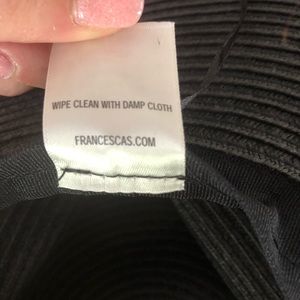 WIPE CLEAN WITH DAMP CLOTH
FRANCESCAS.COM